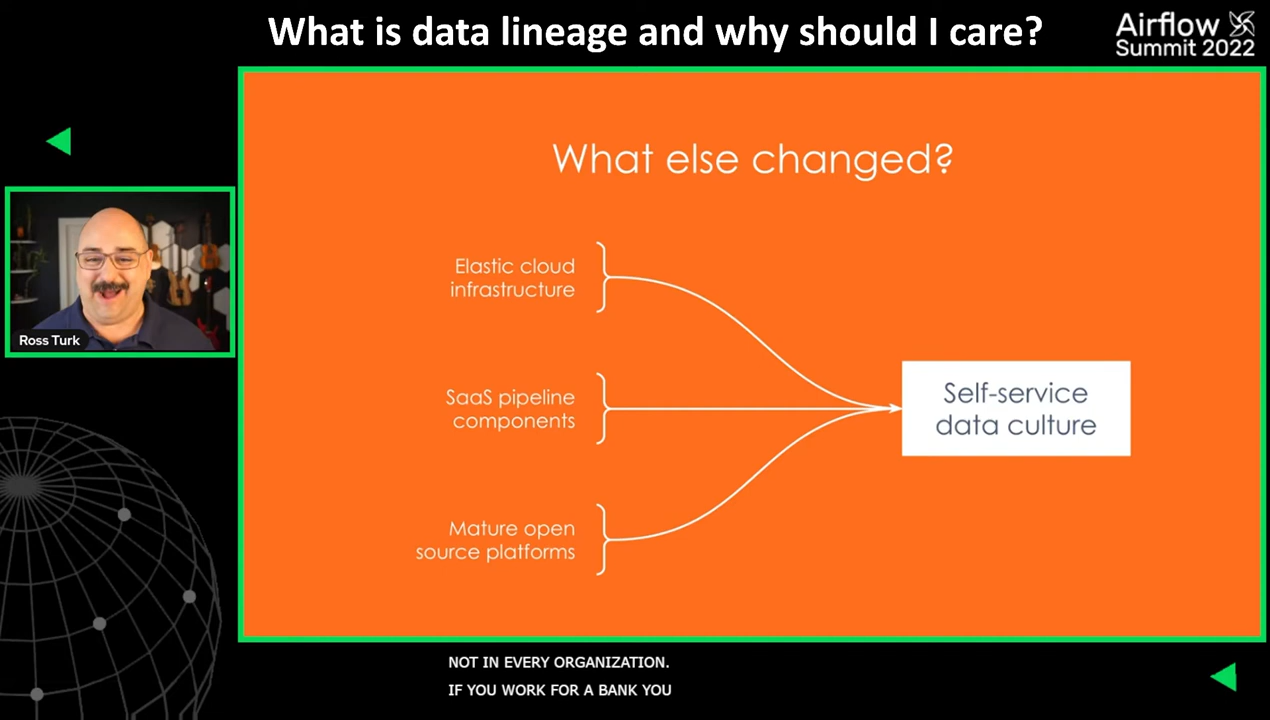 What is data lineage and why should I care?
Airflow
Summit 2022
What else changed?
Elastic cloud
infrastructure
SaaS pipeline
components
Mature open
source platforms
Self-service
data culture
Ross Turk
NOT IN EVERY ORGANIZATION.
IF YOU WORK FOR A BANK YOU